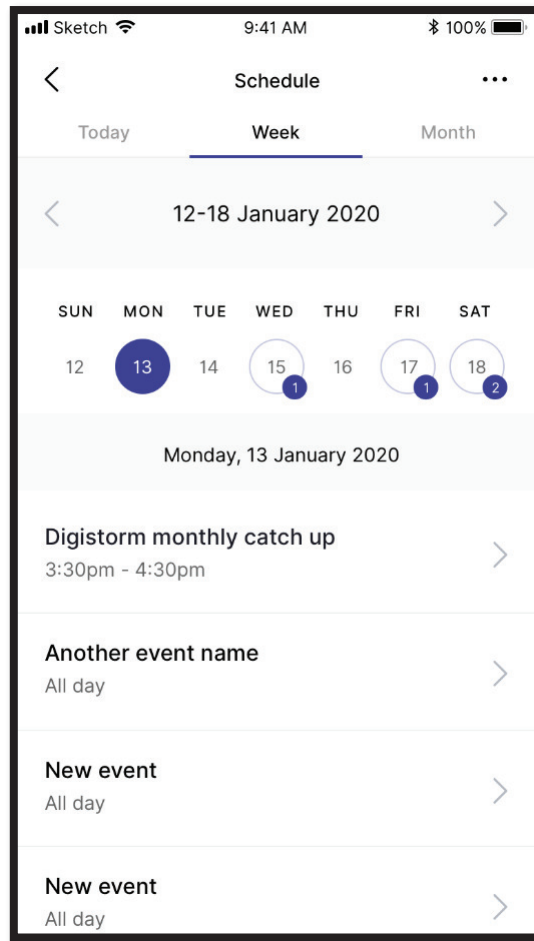 Sketch 9:41 AM 100%
Schedule
Today Week Month
12-18 January 2020
SUN MON TUE WED THU FRI SAT
12 13 14 15 16 17 18
1 1 2
Monday, 13 January 2020
Digistorm monthly catch up
3:30pm - 4:30pm
Another event name
All day
New event
All day
New event
All day